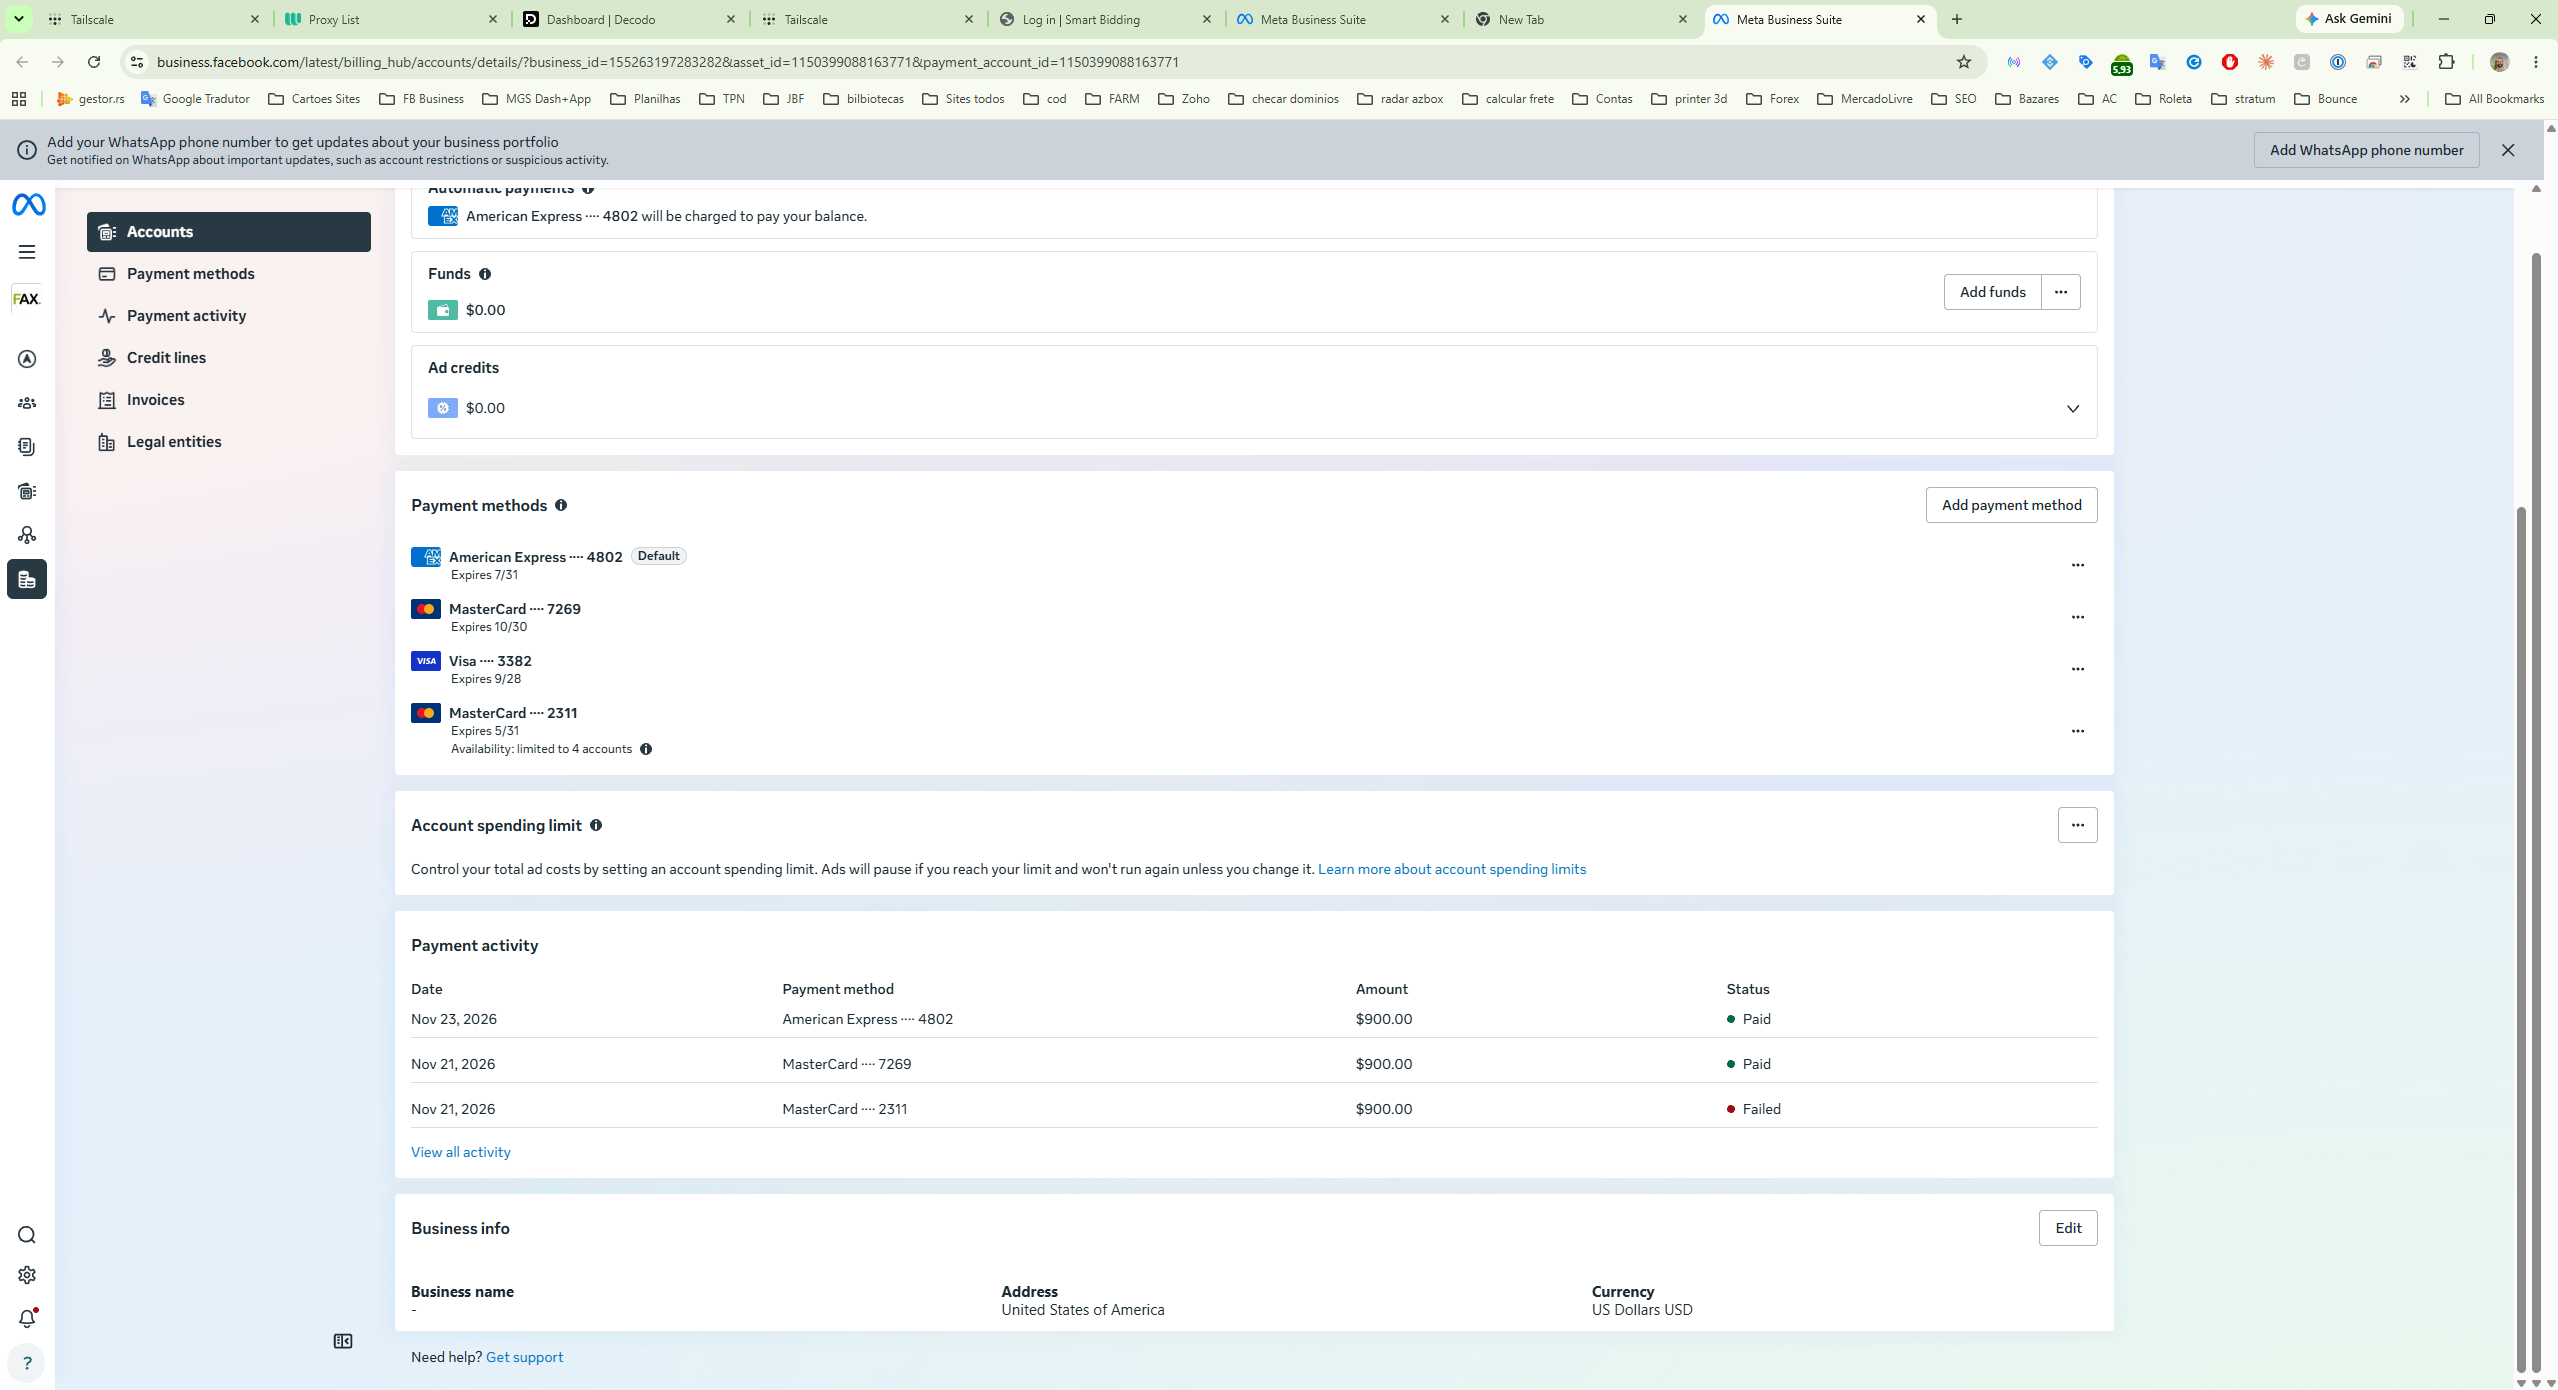 Tailscale
Proxy List
Dashboard | Decodo
Tailscale
Log in | Smart Bidding
Meta Business Suite
New Tab
Meta Business Suite
Ask Gemini
business.facebook.com/latest/billing_hub/accounts/details/?business_id=155263197283282&asset_id=1150399088163771&payment_account_id=1150399088163771
5,93
gestor.rs
Google Tradutor
Cartoes Sites
FB Business
MGS Dash+App
Planilhas
TPN
JBF
bilbiotecas
Sites todos
cod
FARM
Zoho
checar dominios
radar azbox
calcular frete
Contas
printer 3d
Forex
MercadoLivre
SEO
Bazares
AC
Roleta
stratum
Bounce
All Bookmarks
Add your WhatsApp phone number to get updates about your business portfolio
Get notified on WhatsApp about important updates, such as account restrictions or suspicious activity.
Add WhatsApp phone number
FAX.
Accounts
Payment methods
Payment activity
Credit lines
Invoices
Legal entities
Automatic payments
American Express ···· 4802 will be charged to pay your balance.
Funds
$0.00
Add funds
Ad credits
$0.00
Payment methods
Add payment method
American Express ···· 4802 Default
Expires 7/31
MasterCard ···· 7269
Expires 10/30
VISA Visa ···· 3382
Expires 9/28
MasterCard ···· 2311
Expires 5/31
Availability: limited to 4 accounts
Account spending limit
Control your total ad costs by setting an account spending limit. Ads will pause if you reach your limit and won't run again unless you change it. Learn more about account spending limits
Payment activity
Date Payment method Amount Status
Nov 23, 2026 American Express ···· 4802 $900.00 Paid
Nov 21, 2026 MasterCard ···· 7269 $900.00 Paid
Nov 21, 2026 MasterCard ···· 2311 $900.00 Failed
View all activity
Business info
Edit
Business name Address Currency
- United States of America US Dollars USD
Need help? Get support